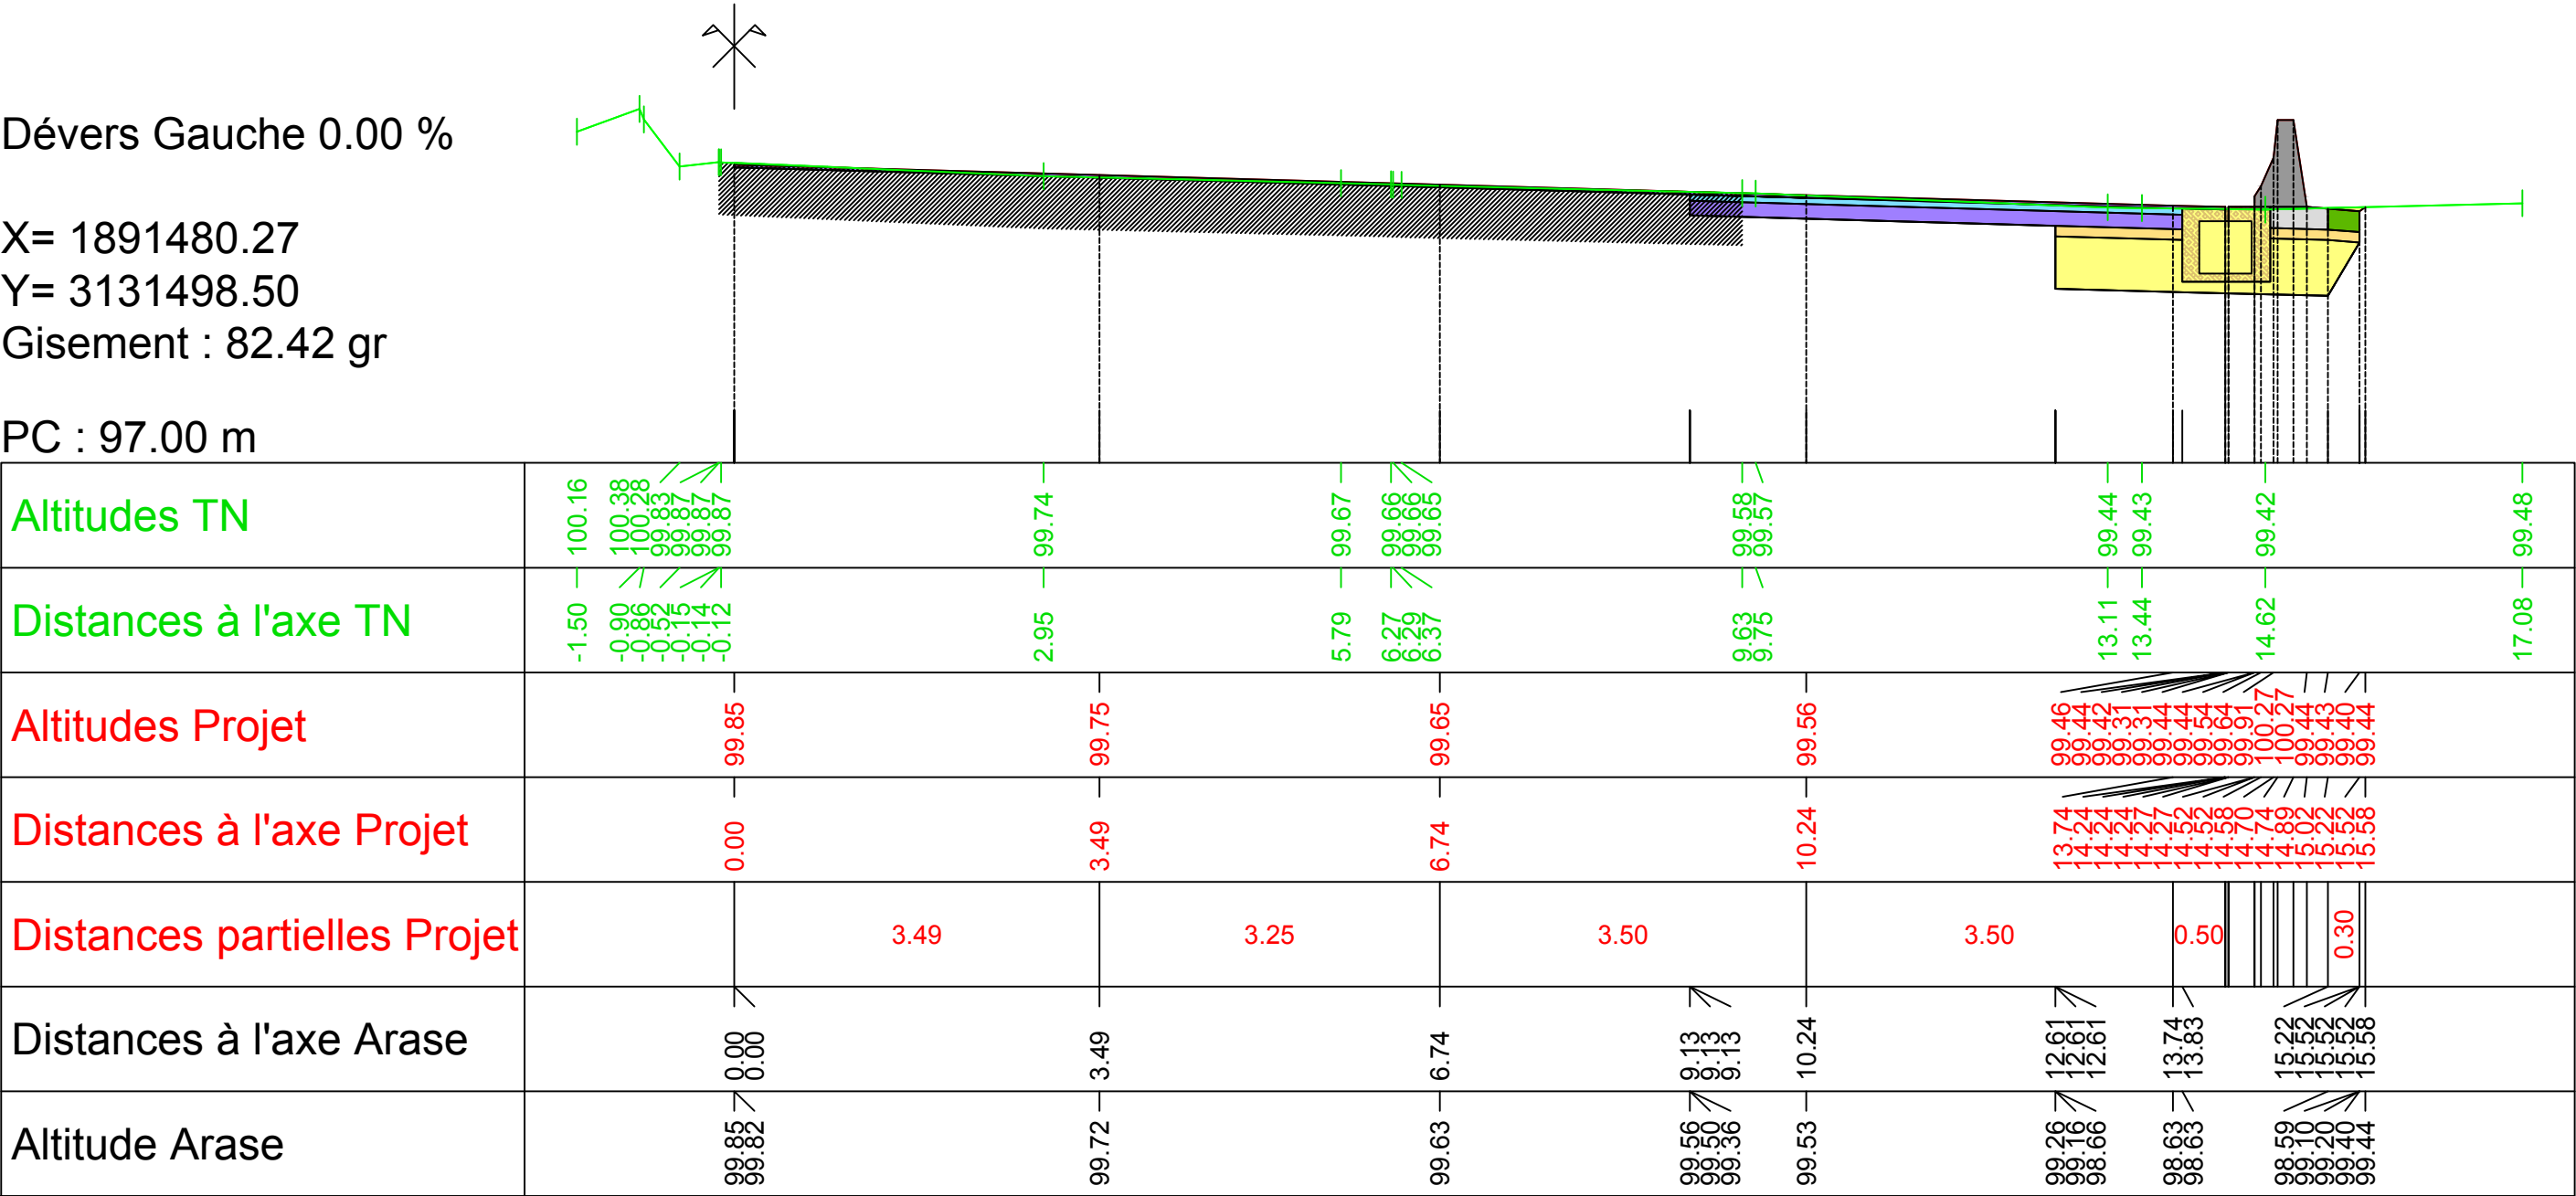 Dévers Gauche 0.00 %
X= 1891480.27
Y= 3131498.50
Gisement : 82.42 gr
PC : 97.00 m
Altitudes TN 100.16 100.38 100.28 99.83 99.87 99.87 99.87 99.74 99.67 99.66 99.66 99.65 99.58 99.57 99.44 99.43 99.42 99.48
Distances à l'axe TN -1.50 -0.90 -0.86 -0.52 -0.15 -0.14 -0.12 2.95 5.79 6.27 6.29 6.37 9.63 9.75 13.11 13.44 14.62 17.08
Altitudes Projet 99.85 99.75 99.65 99.56 99.46 99.44 99.42 99.31 99.31 99.44 99.44 99.54 99.64 99.91 100.27 100.27 99.44 99.43 99.40 99.44
Distances à l'axe Projet 0.00 3.49 6.74 10.24 13.74 14.24 14.24 14.24 14.27 14.27 14.52 14.52 14.58 14.70 14.74 14.89 15.02 15.22 15.52 15.58
Distances partielles Projet 3.49 3.25 3.50 3.50 0.50 0.30
Distances à l'axe Arase 0.00 0.00 3.49 6.74 9.13 9.13 9.13 10.24 12.61 12.61 12.61 13.74 13.83 15.22 15.52 15.52 15.52 15.58
Altitude Arase 99.85 99.82 99.72 99.63 99.56 99.50 99.36 99.53 99.26 99.16 98.66 98.63 98.63 98.59 99.10 99.20 99.40 99.44